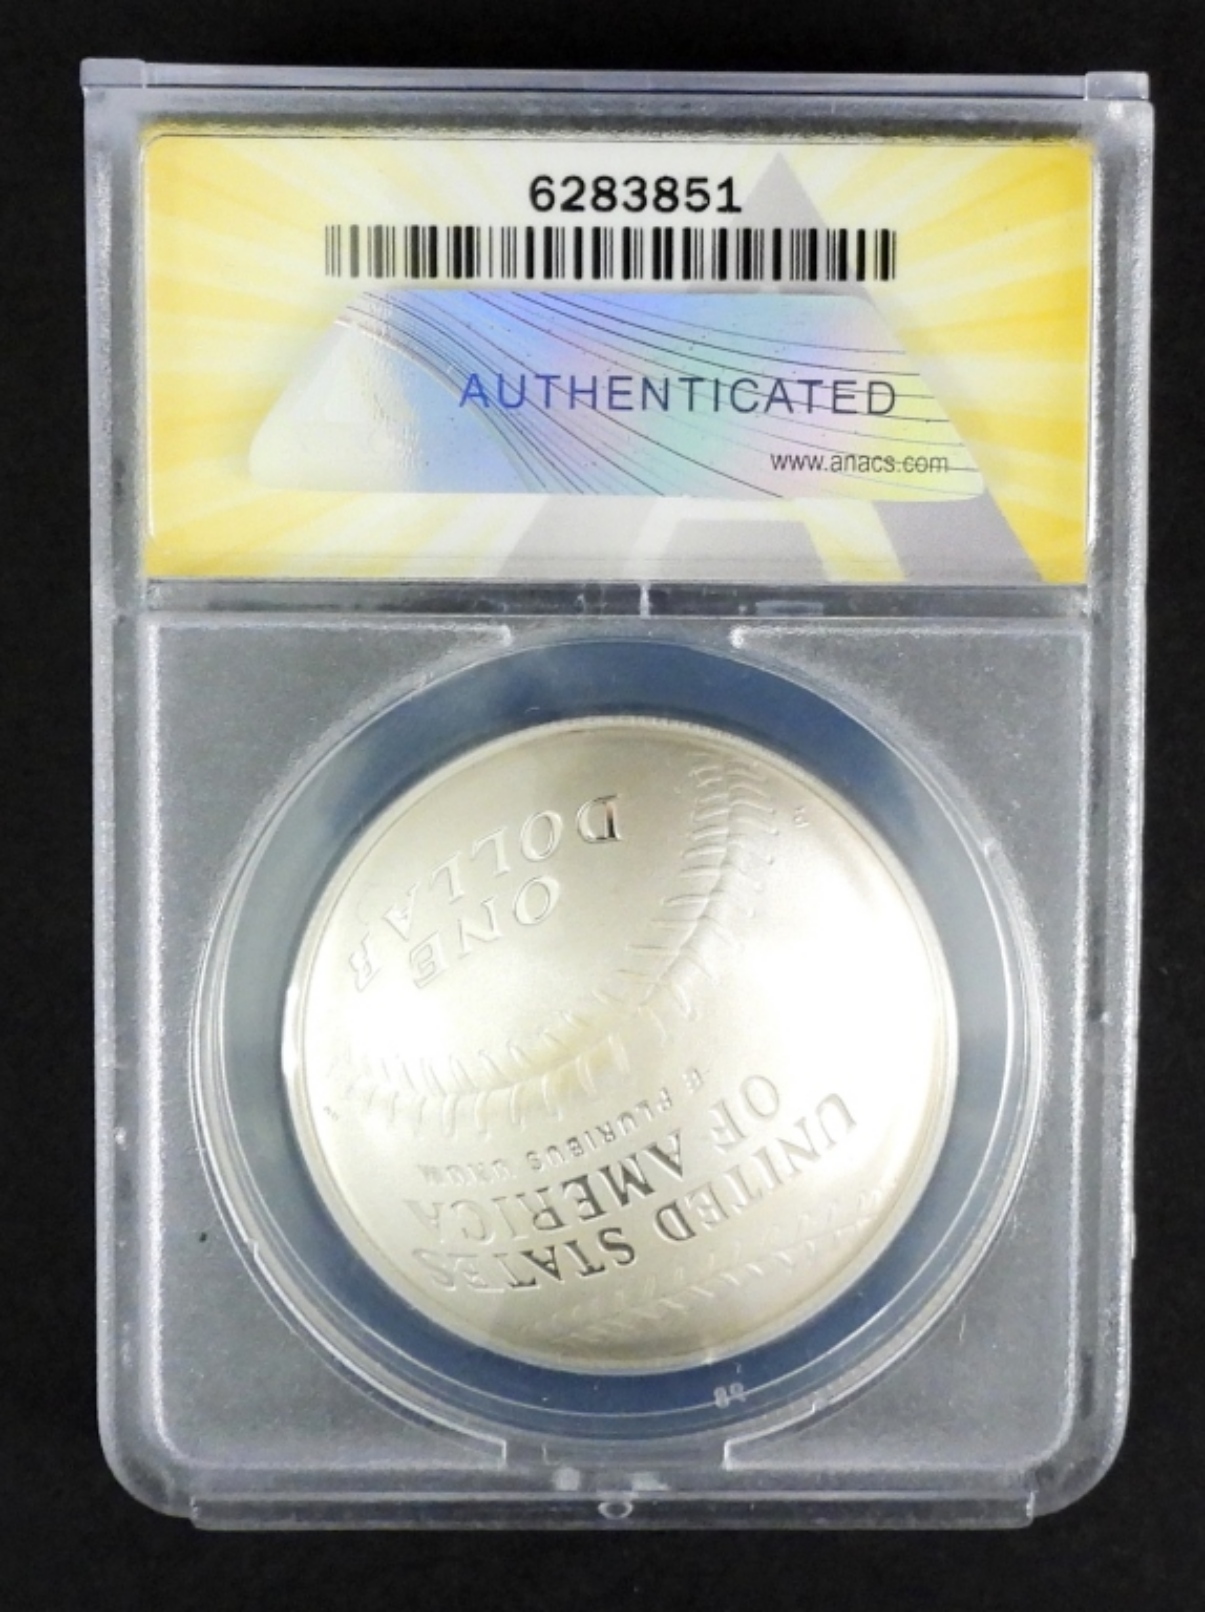 6283851
AUTHENTICATED
www.anacs.com
UNITED STATES
OF AMERICA
E PLURIBUS UNUM
ONE
DOLLAR